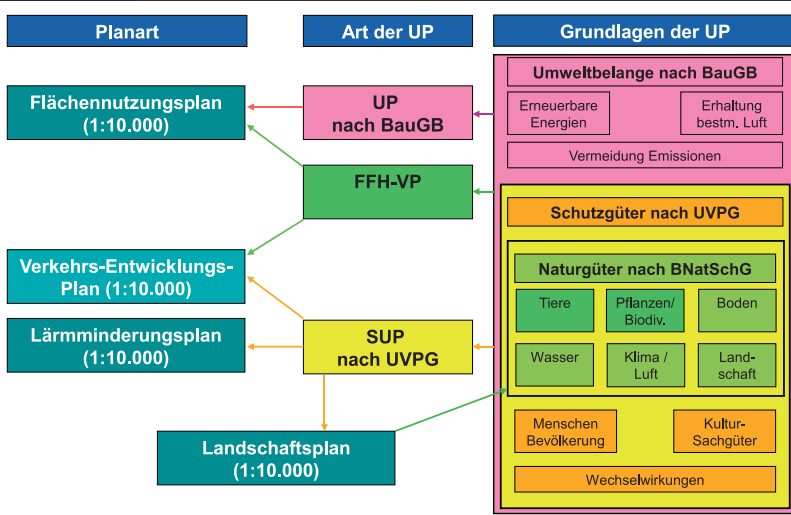 Planart
Art der UP
Grundlagen der UP
Flächennutzungsplan
(1:10.000)
Verkehrs-Entwicklungs-
Plan (1:10.000)
Lärmminderungsplan
(1:10.000)
Landschaftsplan
(1:10.000)
UP
nach BauGB
FFH-VP
SUP
nach UVPG
Umweltbelange nach BauGB
Erneuerbare
Energien
Erhaltung
bestm. Luft
Vermeidung Emissionen
Schutzgüter nach UVPG
Naturgüter nach BNatSchG
Tiere
Pflanzen/
Biodiv.
Boden
Wasser
Klima /
Luft
Land-
schaft
Menschen
Bevölkerung
Kultur-
Sachgüter
Wechselwirkungen